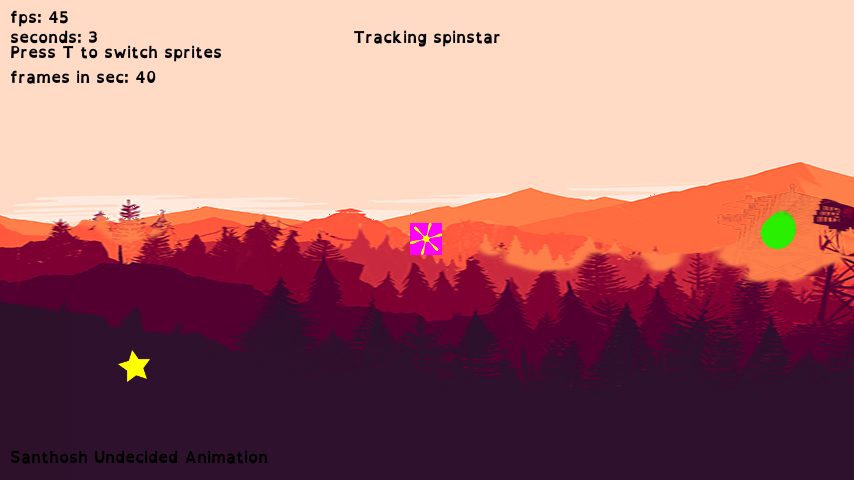 fps: 45
seconds: 3
Tracking spinstar
Press T to switch sprites
frames in sec: 40
Santhosh Undecided Animation